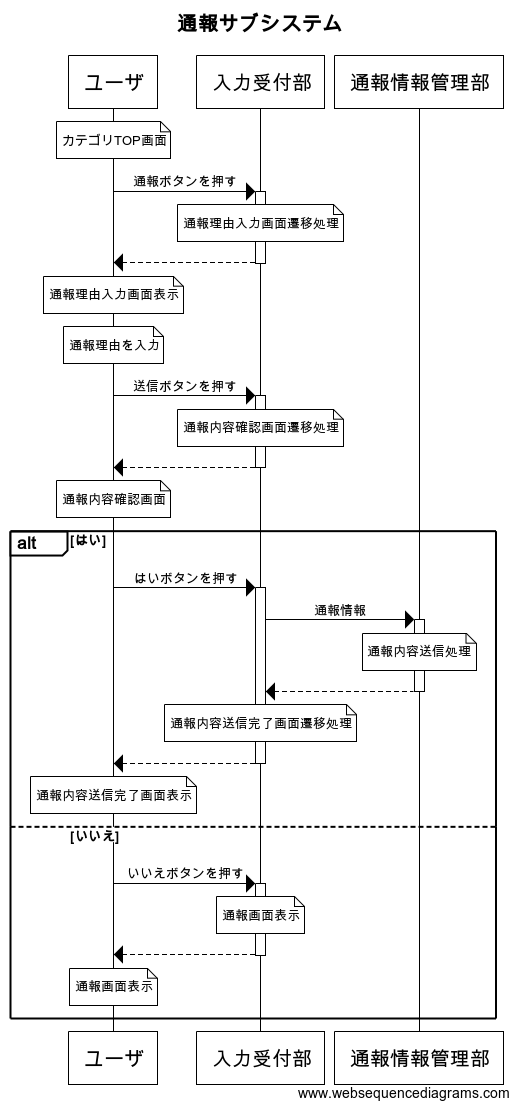 通報サブシステム
ユーザ
入力受付部
通報情報管理部
カテゴリTOP画面
通報ボタンを押す
通報理由入力画面遷移処理
通報理由入力画面表示
通報理由を入力
送信ボタンを押す
通報内容確認画面遷移処理
通報内容確認画面
alt
[はい]
はいボタンを押す
通報情報
通報内容送信処理
通報内容送信完了画面遷移処理
通報内容送信完了画面表示
[いいえ]
いいえボタンを押す
通報画面表示
通報画面表示
ユーザ
入力受付部
通報情報管理部
www.websequencediagrams.com